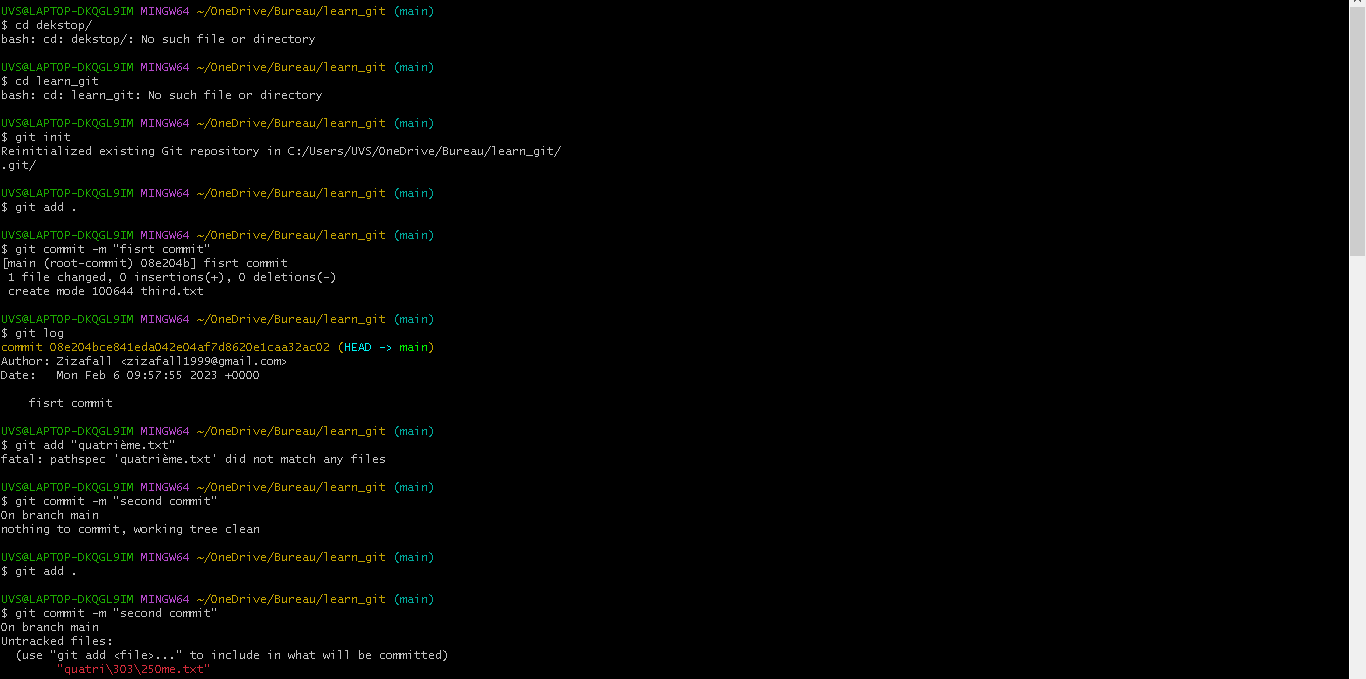 UVS@LAPTOP-DKQGL9IM MINGW64 ~/OneDrive/Bureau/learn_git (main)
$ cd dekstop/
bash: cd: dekstop/: No such file or directory
UVS@LAPTOP-DKQGL9IM MINGW64 ~/OneDrive/Bureau/learn_git (main)
$ cd learn_git
bash: cd: learn_git: No such file or directory
UVS@LAPTOP-DKQGL9IM MINGW64 ~/OneDrive/Bureau/learn_git (main)
$ git init
Reinitialized existing Git repository in C:/Users/UVS/OneDrive/Bureau/learn_git/
.git/
UVS@LAPTOP-DKQGL9IM MINGW64 ~/OneDrive/Bureau/learn_git (main)
$ git add .
UVS@LAPTOP-DKQGL9IM MINGW64 ~/OneDrive/Bureau/learn_git (main)
$ git commit -m "fisrt commit"
[main (root-commit) 08e204b] fisrt commit
 1 file changed, 0 insertions(+), 0 deletions(-)
 create mode 100644 third.txt
UVS@LAPTOP-DKQGL9IM MINGW64 ~/OneDrive/Bureau/learn_git (main)
$ git log
commit 08e204bce841eda042e04af7d8620e1caa32ac02 (HEAD -> main)
Author: Zizafall <zizafall1999@gmail.com>
Date:   Mon Feb 6 09:57:55 2023 +0000
    fisrt commit
UVS@LAPTOP-DKQGL9IM MINGW64 ~/OneDrive/Bureau/learn_git (main)
$ git add "quatrième.txt"
fatal: pathspec 'quatrième.txt' did not match any files
UVS@LAPTOP-DKQGL9IM MINGW64 ~/OneDrive/Bureau/learn_git (main)
$ git commit -m "second commit"
On branch main
nothing to commit, working tree clean
UVS@LAPTOP-DKQGL9IM MINGW64 ~/OneDrive/Bureau/learn_git (main)
$ git add .
UVS@LAPTOP-DKQGL9IM MINGW64 ~/OneDrive/Bureau/learn_git (main)
$ git commit -m "second commit"
On branch main
Untracked files:
  (use "git add <file>..." to include in what will be committed)
        "quatri\303\250me.txt"